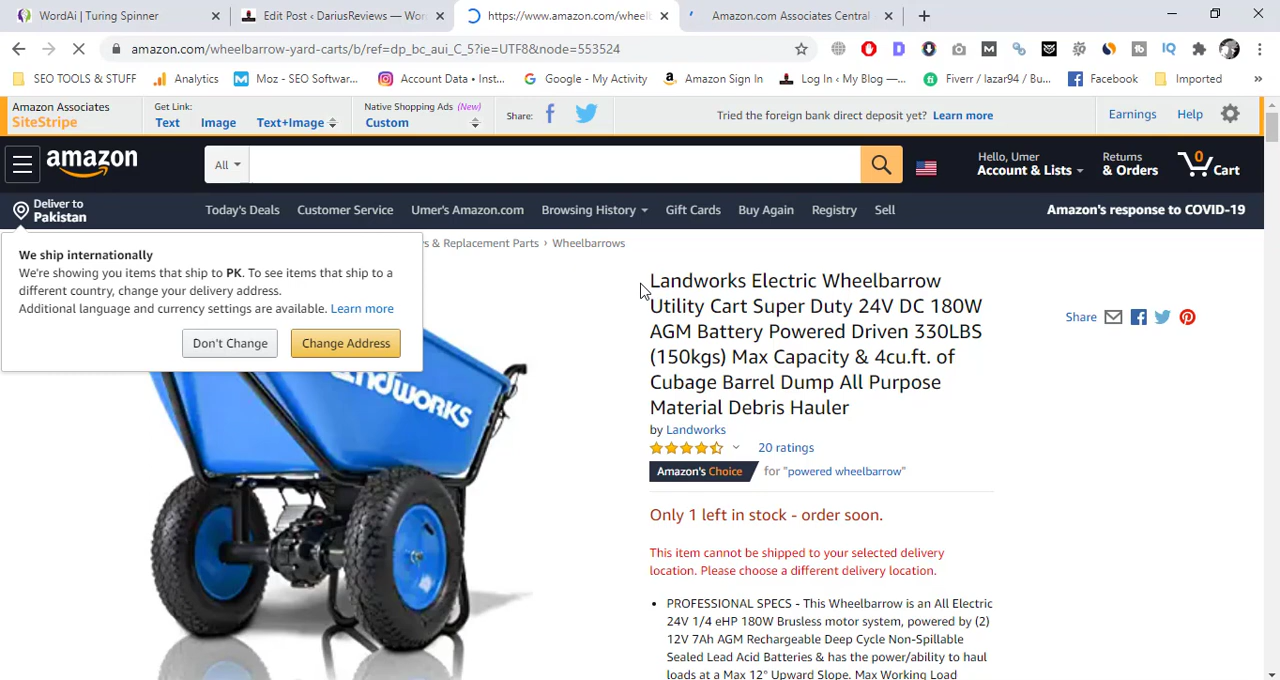 WordAi | Turing Spinner
Edit Post ‹ DariusReviews — Wor
https://www.amazon.com/wheel
Amazon.com Associates Central
amazon.com/wheelbarrow-yard-carts/b/ref=dp_bc_aui_C_5?ie=UTF8&node=553524
SEO TOOLS & STUFF
Analytics
Moz - SEO Softwar...
Account Data • Inst...
Google - My Activity
Amazon Sign In
Log In ‹ My Blog —...
Fiverr / lazar94 / Bu...
Facebook
Imported
»
Amazon Associates
SiteStripe
Get Link:
Text
Image
Text+Image
Native Shopping Ads (New)
Custom
Share:
Tried the foreign bank direct deposit yet? Learn more
Earnings
Help
amazon
All
Hello, Umer
Account & Lists
Returns
& Orders
0
Cart
Deliver to
Pakistan
Today's Deals
Customer Service
Umer's Amazon.com
Browsing History
Gift Cards
Buy Again
Registry
Sell
Amazon's response to COVID-19
We ship internationally
We're showing you items that ship to PK. To see items that ship to a
different country, change your delivery address.
Additional language and currency settings are available. Learn more
Don't Change
Change Address
& Replacement Parts › Wheelbarrows
Landworks Electric Wheelbarrow
Utility Cart Super Duty 24V DC 180W
AGM Battery Powered Driven 330LBS
(150kgs) Max Capacity & 4cu.ft. of
Cubage Barrel Dump All Purpose
Material Debris Hauler
by Landworks
20 ratings
Amazon's Choice for "powered wheelbarrow"
Only 1 left in stock - order soon.
This item cannot be shipped to your selected delivery
location. Please choose a different delivery location.
• PROFESSIONAL SPECS - This Wheelbarrow is an All Electric
24V 1/4 eHP 180W Brusless motor system, powered by (2)
12V 7Ah AGM Rechargeable Deep Cycle Non-Spillable
Sealed Lead Acid Batteries & has the power/ability to haul
loads at a Max 12° Upward Slope. Max Working Load
Share